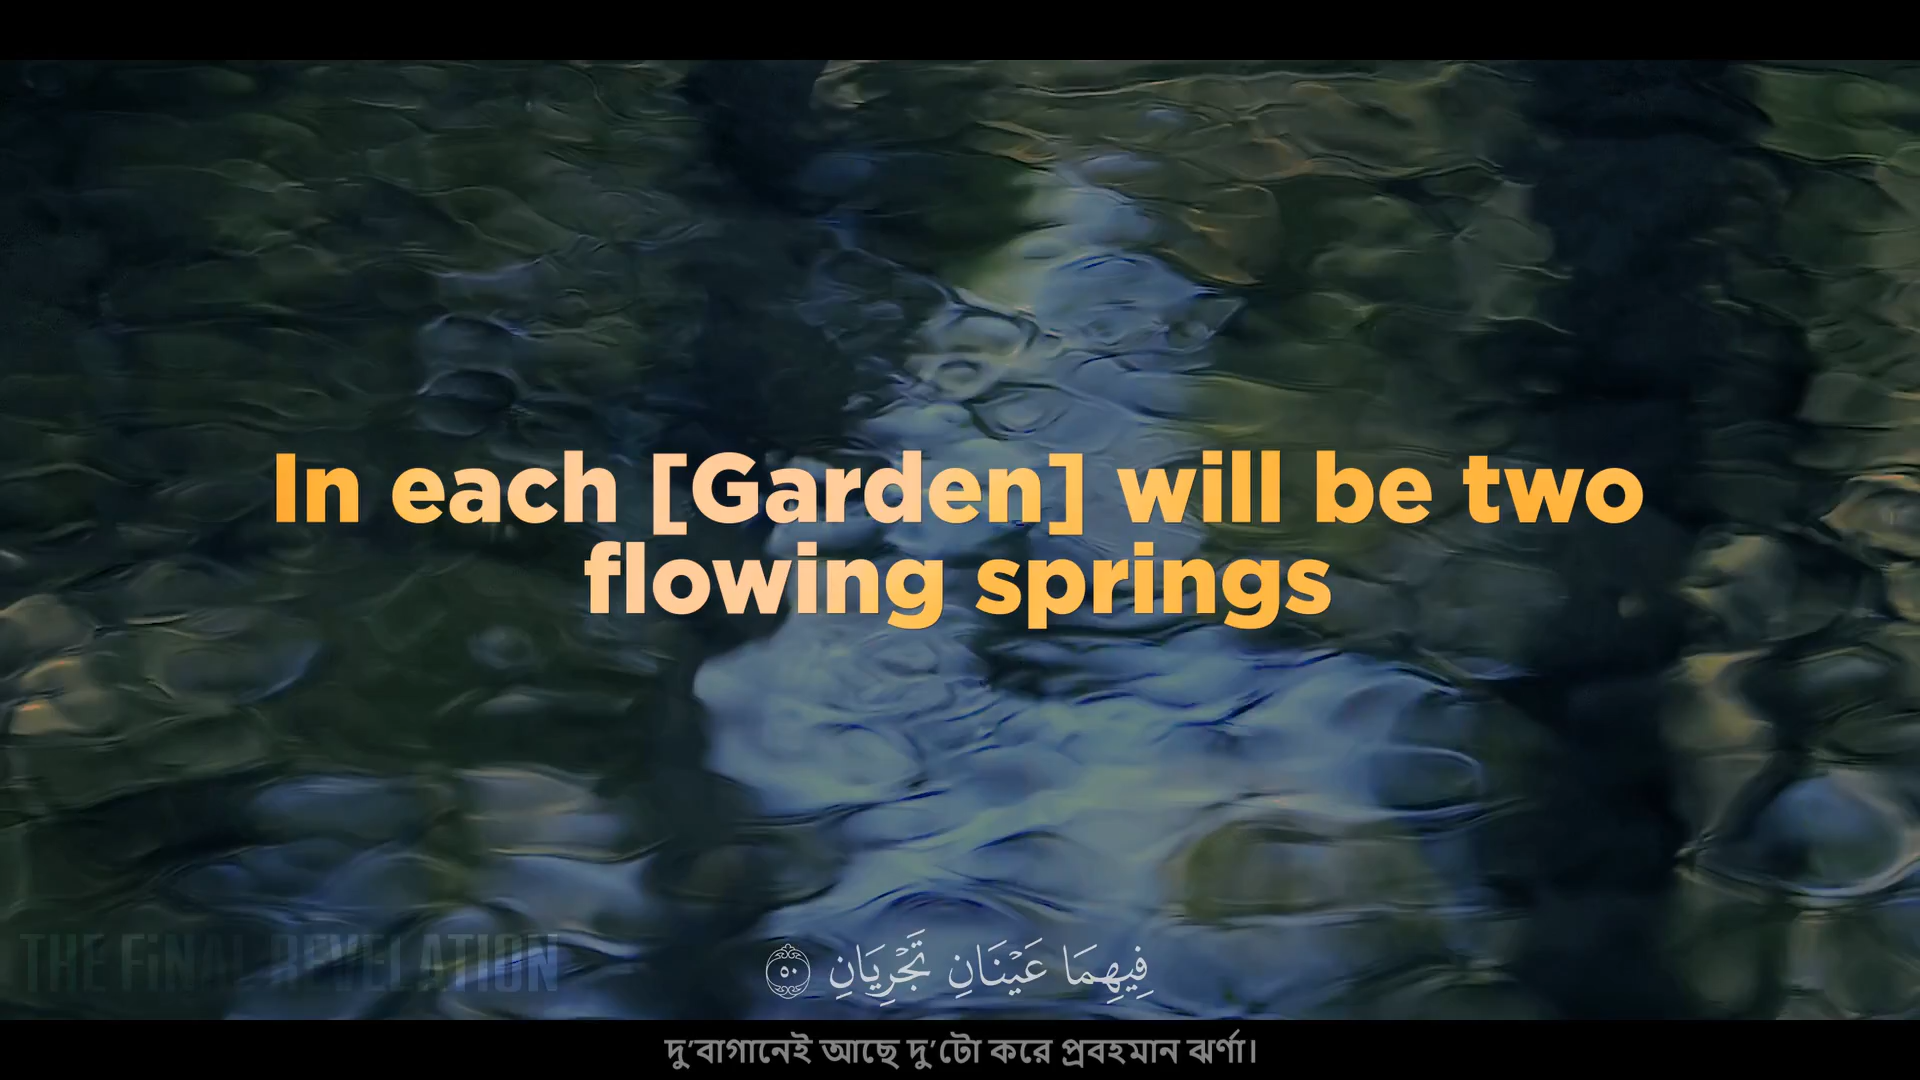 In each [Garden] will be two
flowing springs
THE FiNAL REVELATION
فِيهِمَا عَيْنَانِ تَجْرِيَانِ ٥٠
দু’বাগানেই আছে দু’টো করে প্রবহমান ঝর্ণা।